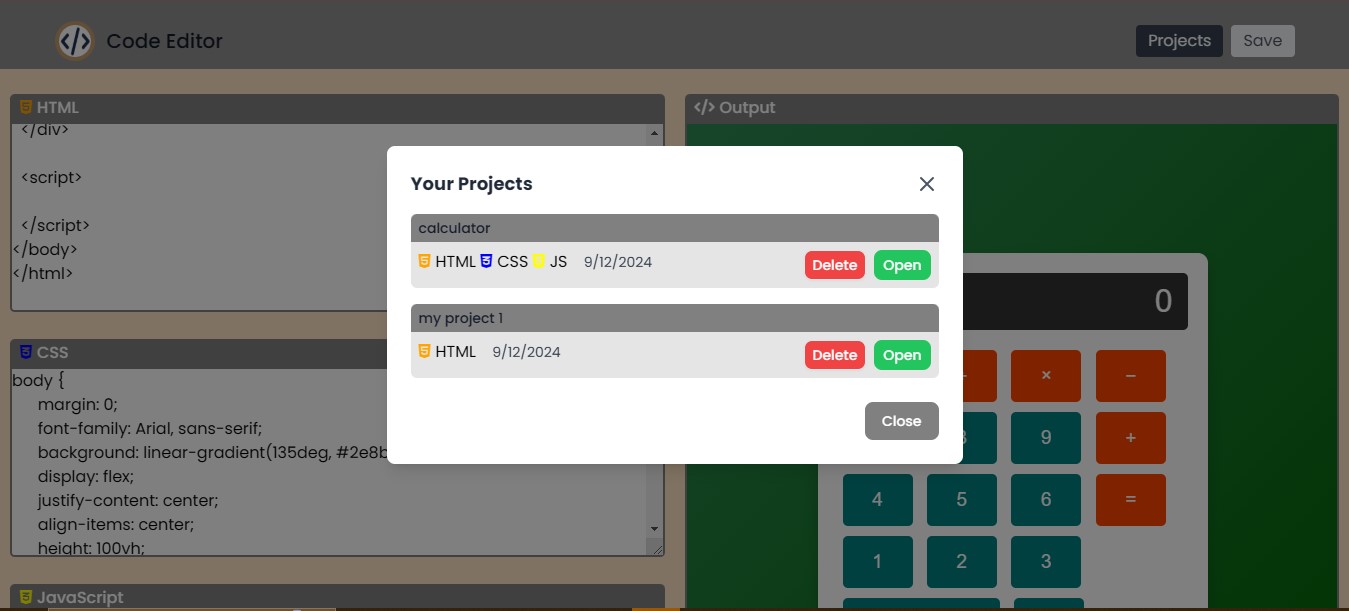 </> Code Editor
Projects Save
HTML
</div>
<script>
</script>
</body>
</html>
CSS
body {
margin: 0;
font-family: Arial, sans-serif;
background: linear-gradient(135deg, #2e8b
display: flex;
justify-content: center;
align-items: center;
height: 100vh;
JavaScript
Your Projects
calculator
HTML CSS JS 9/12/2024 Delete Open
my project 1
HTML 9/12/2024 Delete Open
Close
</> Output
0
× −
9 +
4 5 6 =
1 2 3